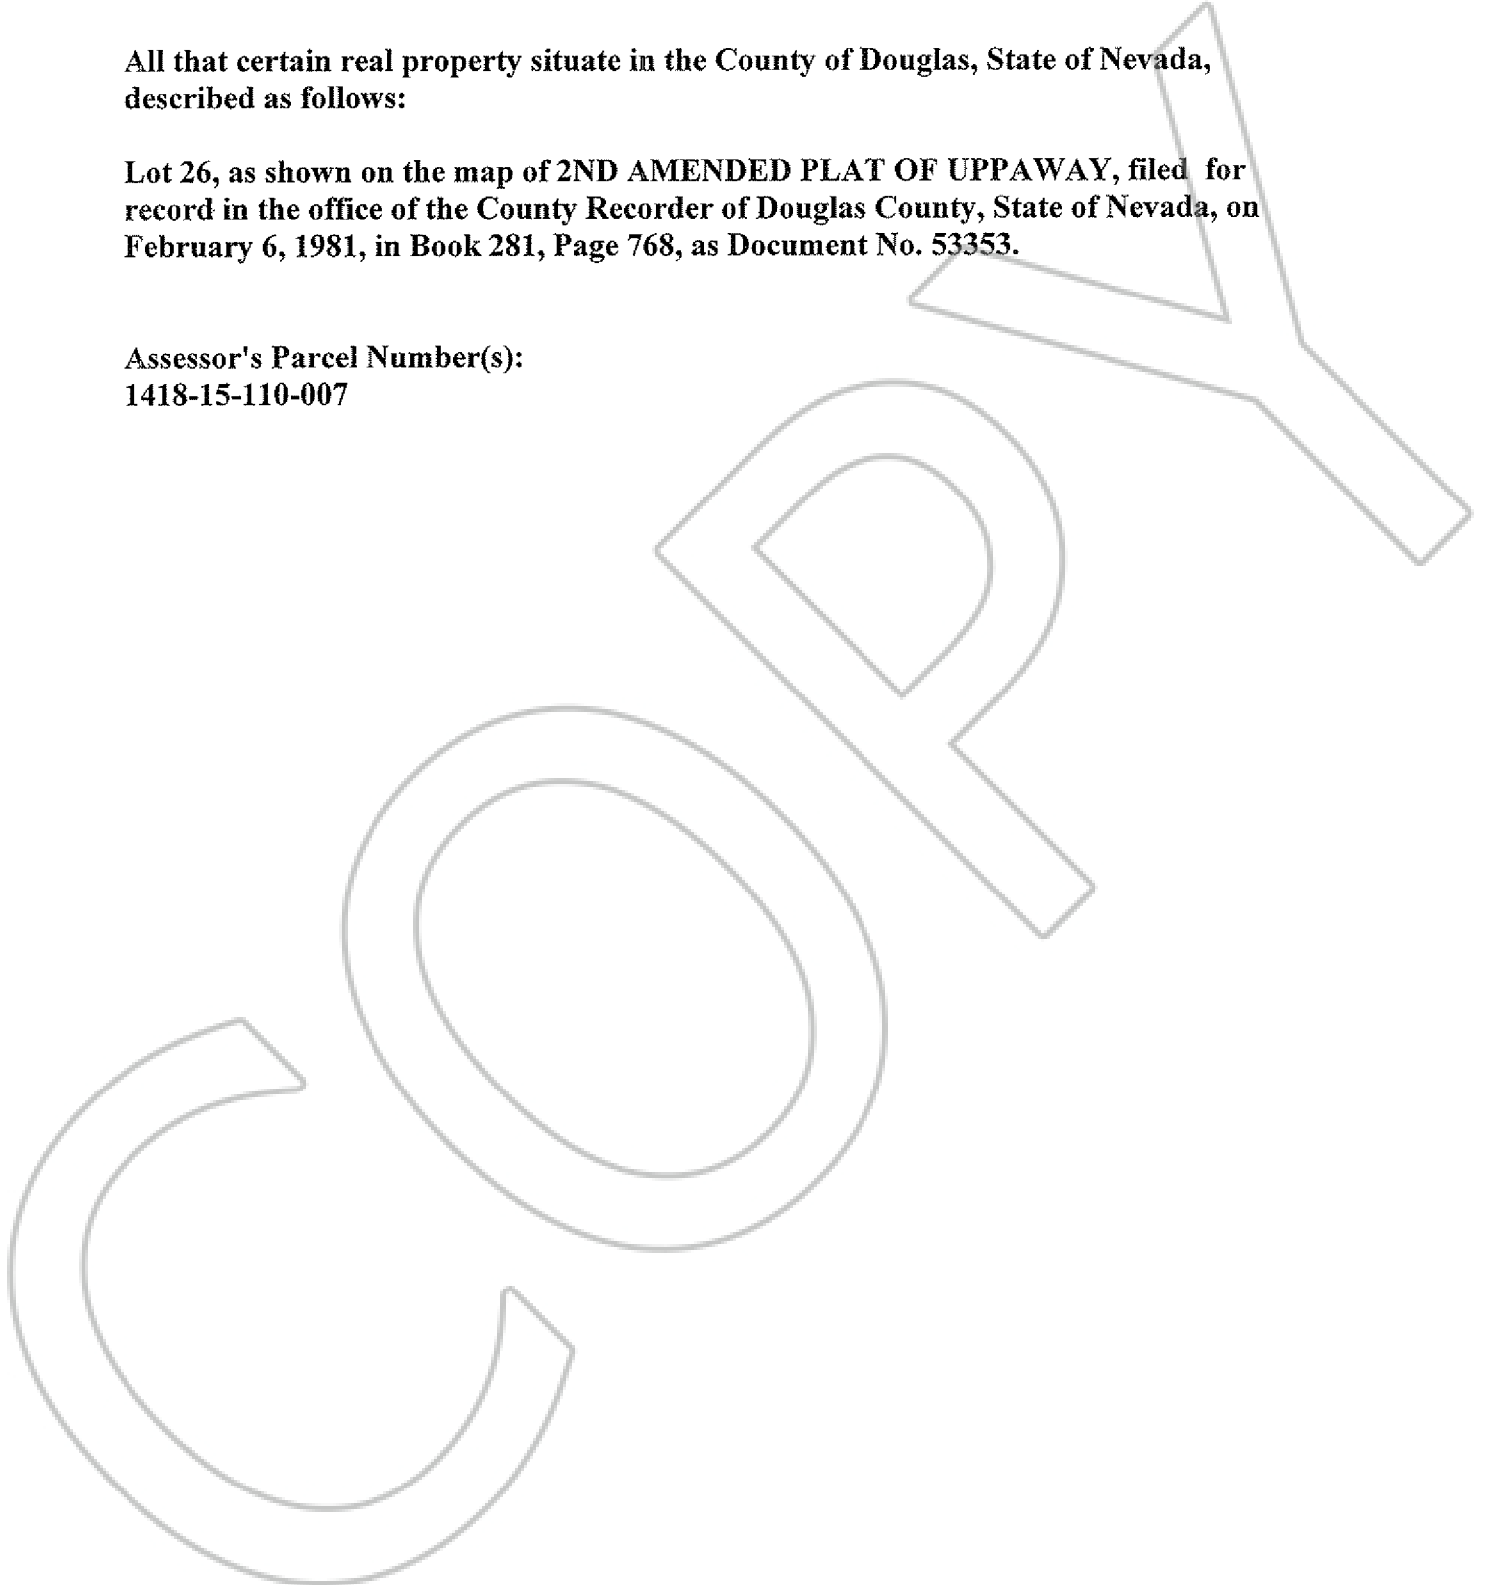 All that certain real property situate in the County of Douglas, State of Nevada,
described as follows:
Lot 26, as shown on the map of 2ND AMENDED PLAT OF UPPAWAY, filed for
record in the office of the County Recorder of Douglas County, State of Nevada, on
February 6, 1981, in Book 281, Page 768, as Document No. 53353.
Assessor's Parcel Number(s):
1418-15-110-007
COPY